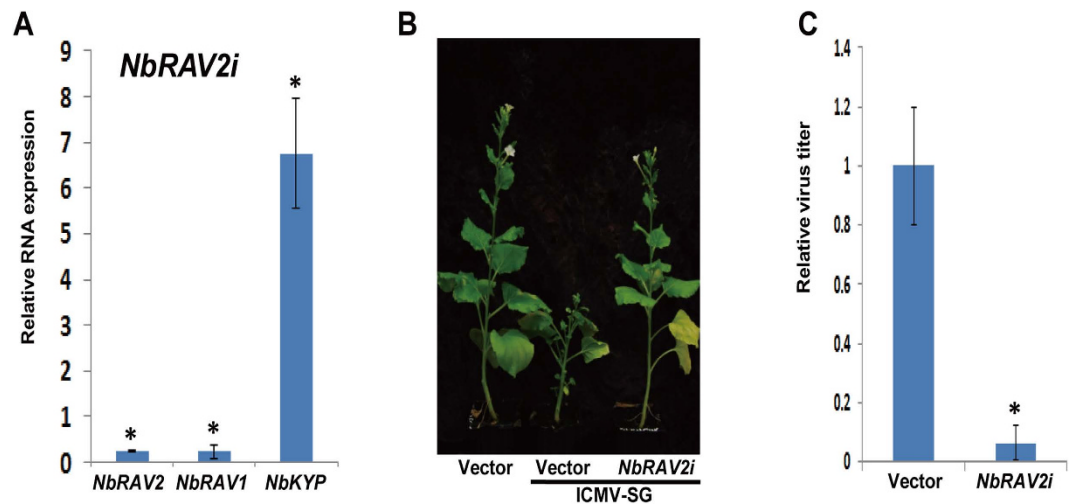 A
NbRAV2i
Relative RNA expression
9
8
7
6
5
4
3
2
1
0
*
*
*
NbRAV2 NbRAV1 NbKYP
B
Vector Vector NbRAV2i
ICMV-SG
C
Relative virus titer
1.4
1.2
1
0.8
0.6
0.4
0.2
0
*
Vector NbRAV2i